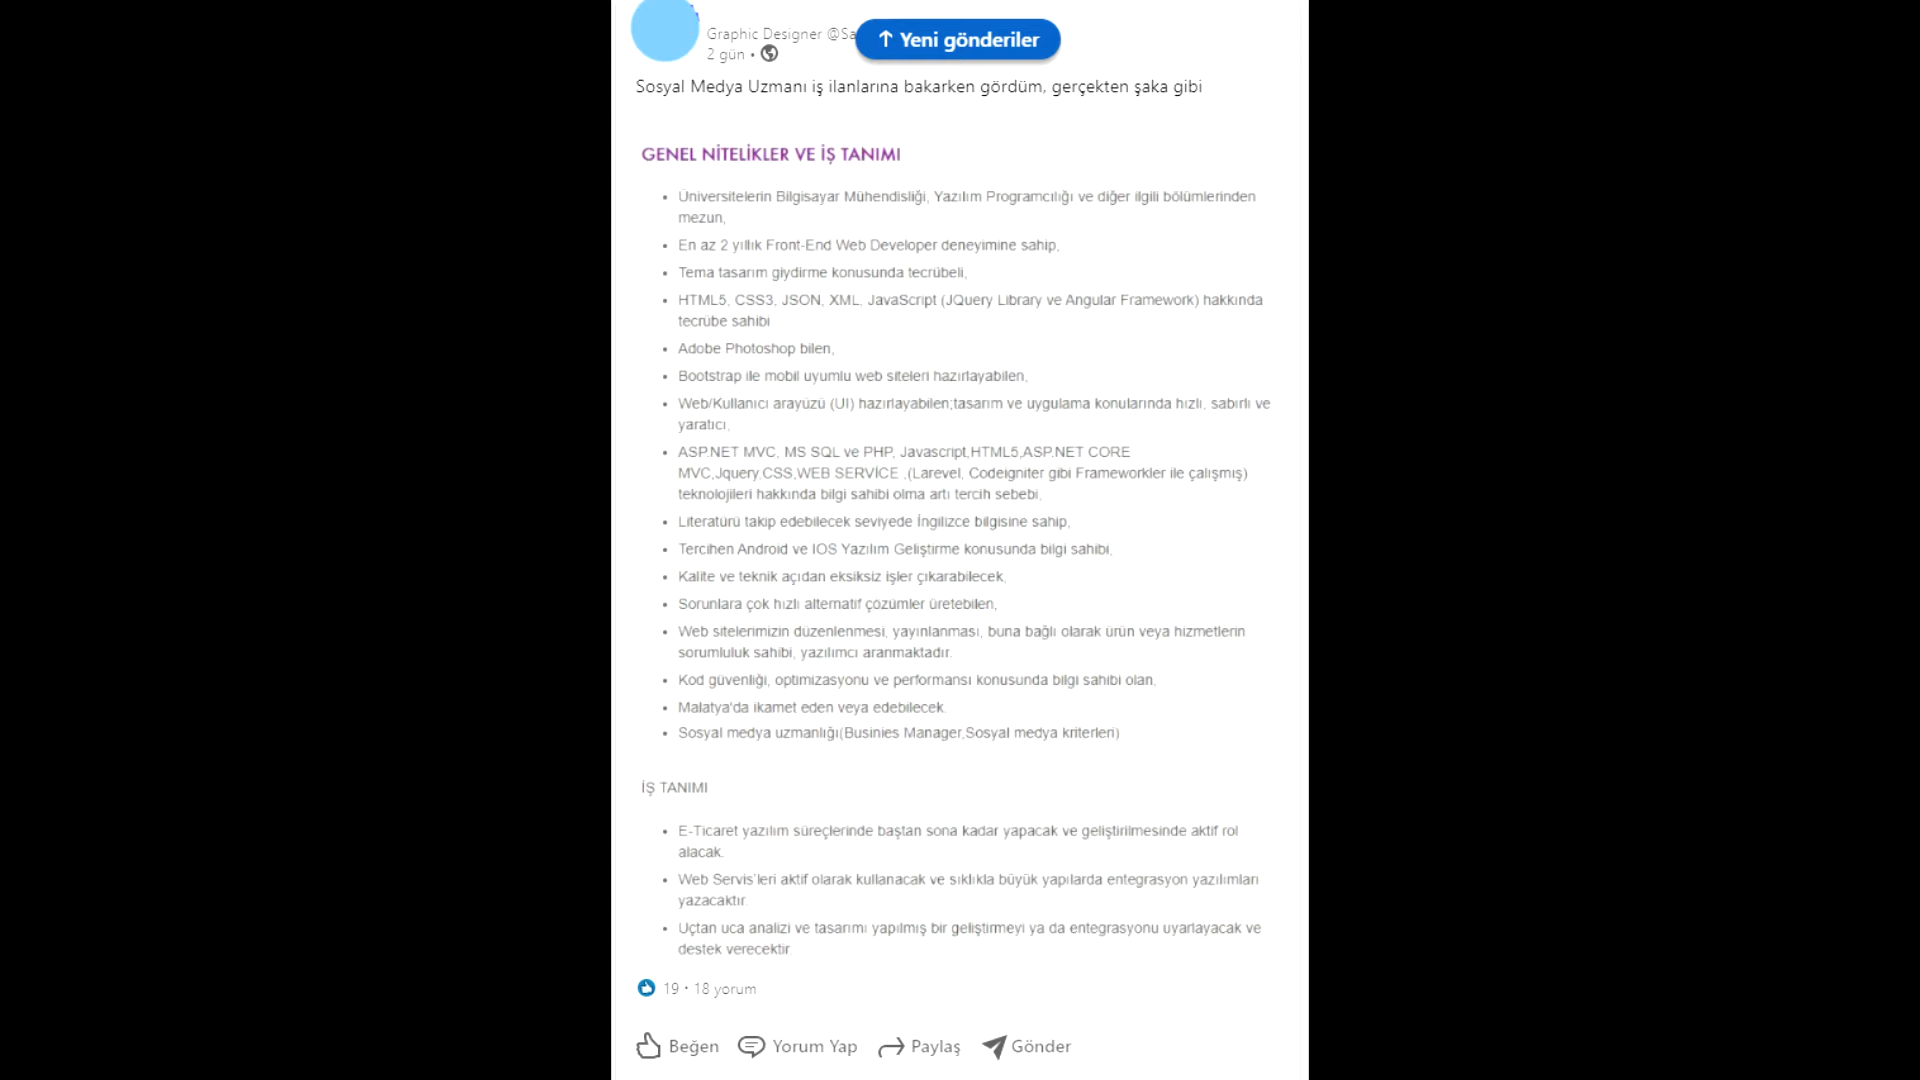 Graphic Designer @Sa
↑ Yeni gönderiler
2 gün •
Sosyal Medya Uzmanı iş ilanlarına bakarken gördüm, gerçekten şaka gibi
GENEL NİTELİKLER VE İŞ TANIMI
• Üniversitelerin Bilgisayar Mühendisliği, Yazılım Programcılığı ve diğer ilgili bölümlerinden
mezun,
• En az 2 yıllık Front-End Web Developer deneyimine sahip,
• Tema tasarım giydirme konusunda tecrübeli,
• HTML5, CSS3, JSON, XML, JavaScript (JQuery Library ve Angular Framework) hakkında
tecrübe sahibi
• Adobe Photoshop bilen,
• Bootstrap ile mobil uyumlu web siteleri hazırlayabilen,
• Web/Kullanıcı arayüzü (UI) hazırlayabilen;tasarım ve uygulama konularında hızlı, sabırlı ve
yaratıcı,
• ASP.NET MVC, MS SQL ve PHP, Javascript,HTML5,ASP.NET CORE
MVC,Jquery,CSS,WEB SERVİCE ,(Larevel, Codeigniter gibi Frameworkler ile çalışmış)
teknolojileri hakkında bilgi sahibi olma artı tercih sebebi,
• Literatürü takip edebilecek seviyede İngilizce bilgisine sahip,
• Tercihen Android ve IOS Yazılım Geliştirme konusunda bilgi sahibi,
• Kalite ve teknik açıdan eksiksiz işler çıkarabilecek,
• Sorunlara çok hızlı alternatif çözümler üretebilen,
• Web sitelerimizin düzenlenmesi, yayınlanması, buna bağlı olarak ürün veya hizmetlerin
sorumluluk sahibi, yazılımcı aranmaktadır.
• Kod güvenliği, optimizasyonu ve performansı konusunda bilgi sahibi olan,
• Malatya'da ikamet eden veya edebilecek.
• Sosyal medya uzmanlığı(Businies Manager,Sosyal medya kriterleri)
İŞ TANIMI
• E-Ticaret yazılım süreçlerinde baştan sona kadar yapacak ve geliştirilmesinde aktif rol
alacak.
• Web Servis'leri aktif olarak kullanacak ve sıklıkla büyük yapılarda entegrasyon yazılımları
yazacaktır.
• Uçtan uca analizi ve tasarımı yapılmış bir geliştirmeyi ya da entegrasyonu uyarlayacak ve
destek verecektir.
19 • 18 yorum
Beğen Yorum Yap Paylaş Gönder